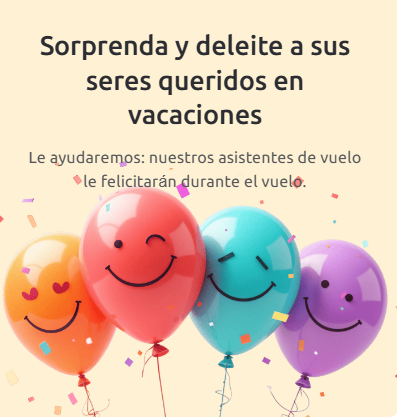 Sorprenda y deleite a sus
seres queridos en
vacaciones
Le ayudaremos: nuestros asistentes de vuelo
le felicitarán durante el vuelo.